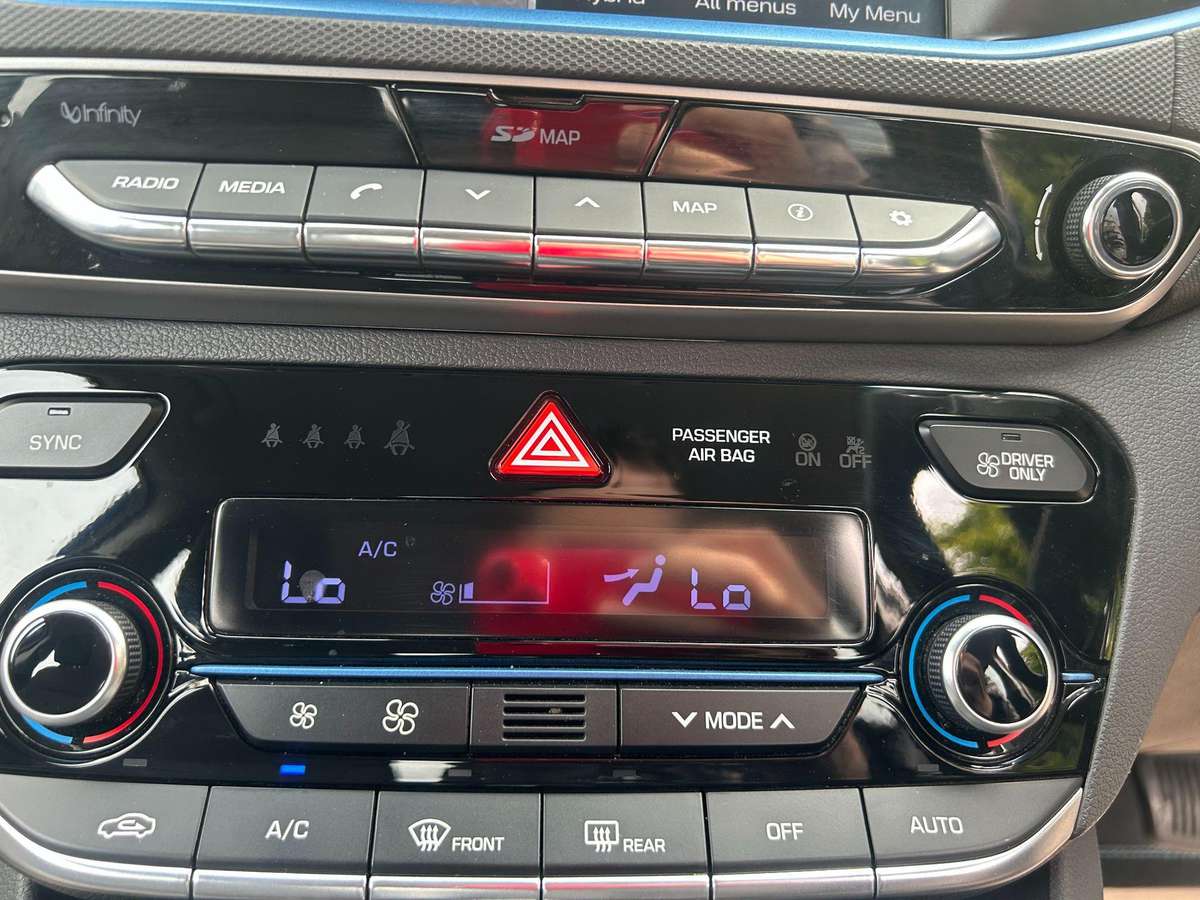 All menus
My Menu
Infinity
SD MAP
RADIO
MEDIA
MAP
SYNC
PASSENGER
AIR BAG
ON
OFF
DRIVER
ONLY
A/C
Lo
Lo
MODE
A/C
FRONT
REAR
OFF
AUTO